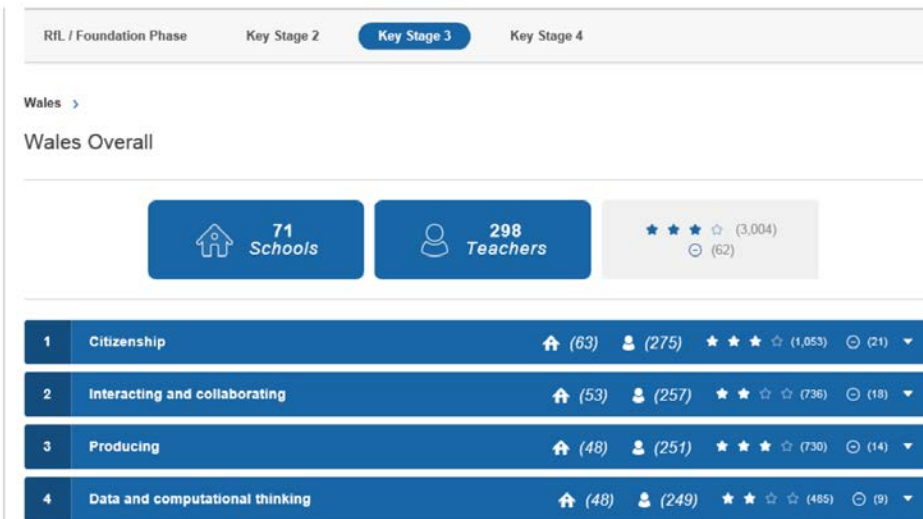 RfL / Foundation Phase Key Stage 2 Key Stage 3 Key Stage 4
Wales >
Wales Overall
71 Schools
298 Teachers
(3,004)
(62)
1 Citizenship (63) (275) (1,053) (21)
2 Interacting and collaborating (53) (257) (736) (18)
3 Producing (48) (251) (730) (14)
4 Data and computational thinking (48) (249) (485) (9)